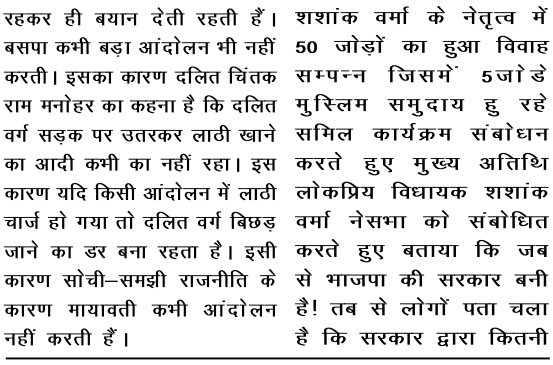 रहकर ही बयान देती रहती हैं।
बसपा कभी बड़ा आंदोलन भी नहीं
करती। इसका कारण दलित चिंतक
राम मनोहर का कहना है कि दलित
वर्ग सड़क पर उतरकर लाठी खाने
का आदी कभी का नहीं रहा। इस
कारण यदि किसी आंदोलन में लाठी
चार्ज हो गया तो दलित वर्ग बिछड़
जाने का डर बना रहता है। इसी
कारण सोची–समझी राजनीति के
कारण मायावती कभी आंदोलन
नहीं करती हैं।
शशांक वर्मा के नेतृत्व में
50 जोड़ों का हुआ विवाह
सम्पन्न जिसमें 5जोडे
मुस्लिम समुदाय हु रहे
समिल कार्यक्रम संबोधन
करते हुए मुख्य अतिथि
लोकप्रिय विधायक शशांक
वर्मा नेसभा को संबोधित
करते हुए बताया कि जब
से भाजपा की सरकार बनी
है! तब से लोगों पता चला
है कि सरकार द्वारा कितनी